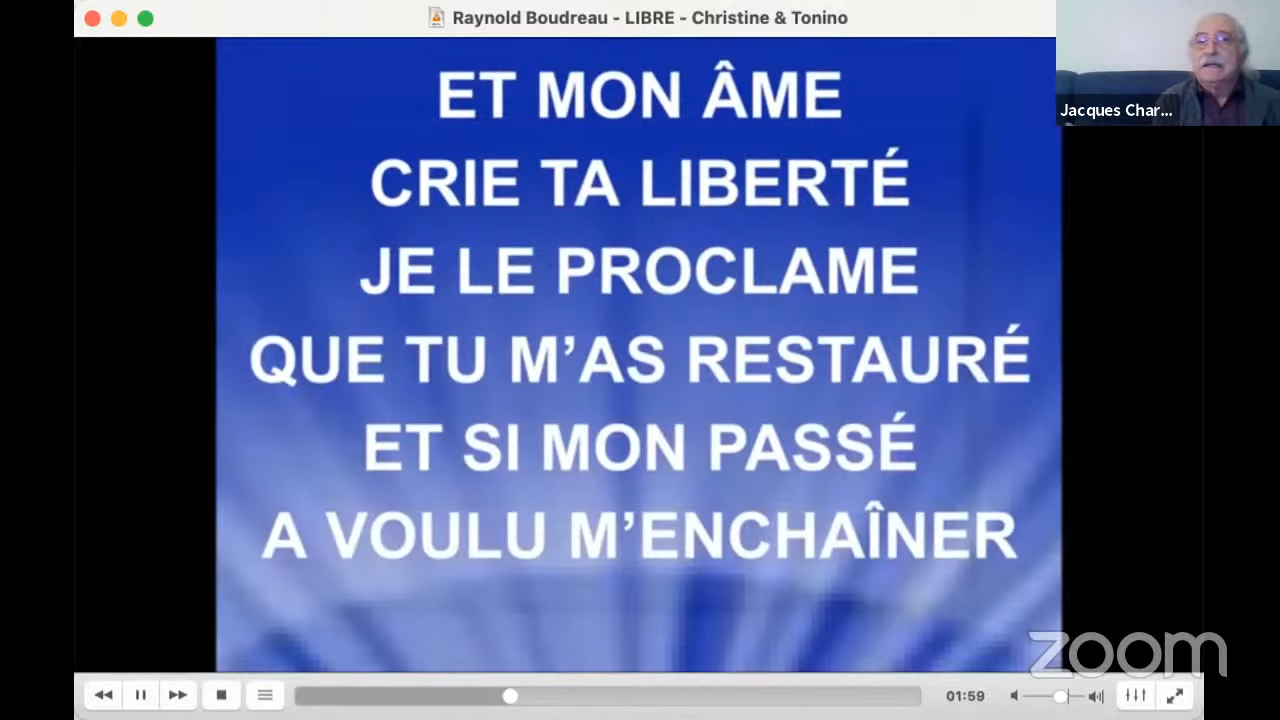 Raynold Boudreau - LIBRE - Christine & Tonino
Jacques Char...
ET MON ÂME
CRIE TA LIBERTÉ
JE LE PROCLAME
QUE TU M’AS RESTAURÉ
ET SI MON PASSÉ
A VOULU M’ENCHAÎNER
zoom
01:59